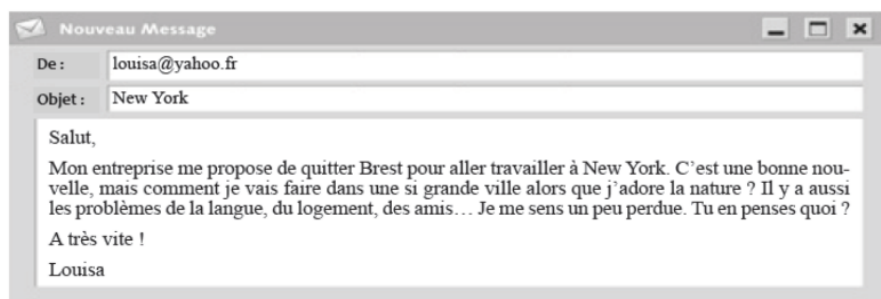 Nouveau Message
De : louisa@yahoo.fr
Objet : New York
Salut,
Mon entreprise me propose de quitter Brest pour aller travailler à New York. C’est une bonne nou-
velle, mais comment je vais faire dans une si grande ville alors que j’adore la nature ? Il y a aussi
les problèmes de la langue, du logement, des amis… Je me sens un peu perdue. Tu en penses quoi ?
A très vite !
Louisa